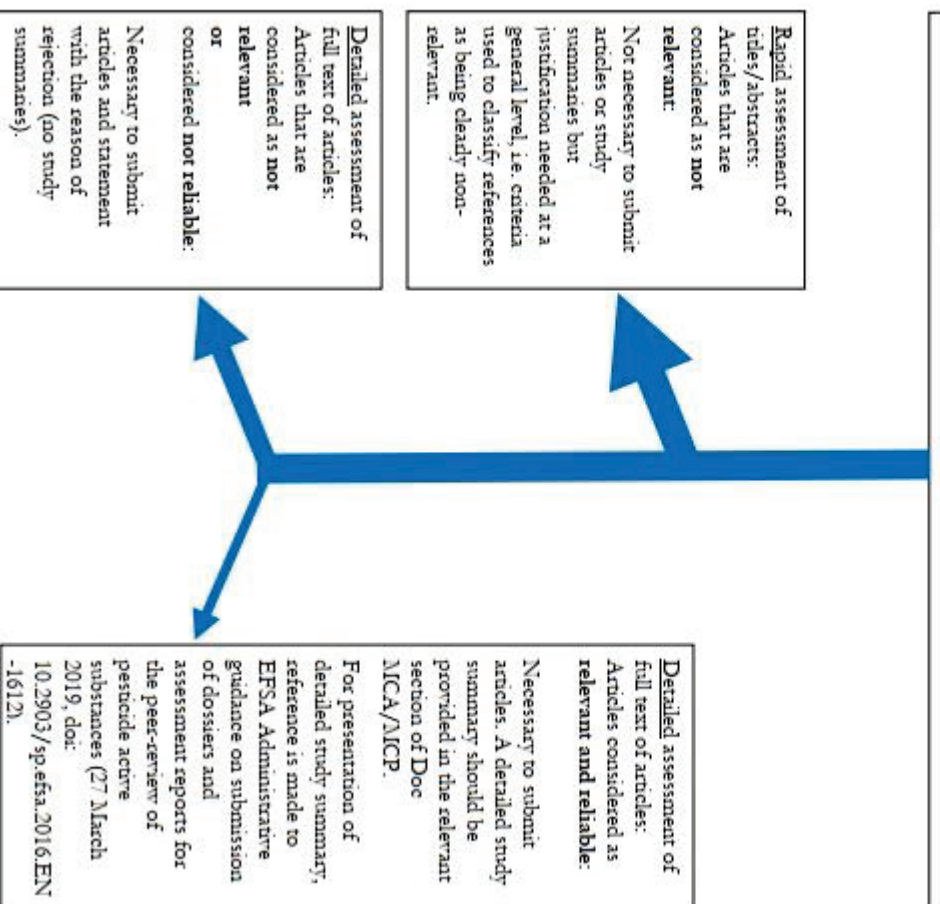 Rapid assessment of
titles/abstracts:
Articles that are
considered as not
relevant:
Not necessary to submit
articles or study
summaries but
justification needed at a
general level, i.e. criteria
used to classify references
as being clearly non-
relevant.
Detailed assessment of
full text of articles:
Articles that are
considered as not
relevant
or
considered not reliable:
Necessary to submit
articles and statement
with the reason of
rejection (no study
summaries).
Detailed assessment of
full text of articles:
Articles considered as
relevant and reliable:
Necessary to submit
articles. A detailed study
summary should be
provided in the relevant
section of Doc
MCA/MCP.
For presentation of
detailed study summary,
reference is made to
EFSA Administrative
guidance on submission
of dossiers and
assessment reports for
the peer-review of
pesticide active
substances (27 March
2019, doi:
10.2903/sp.efsa.2016.EN
-1612).